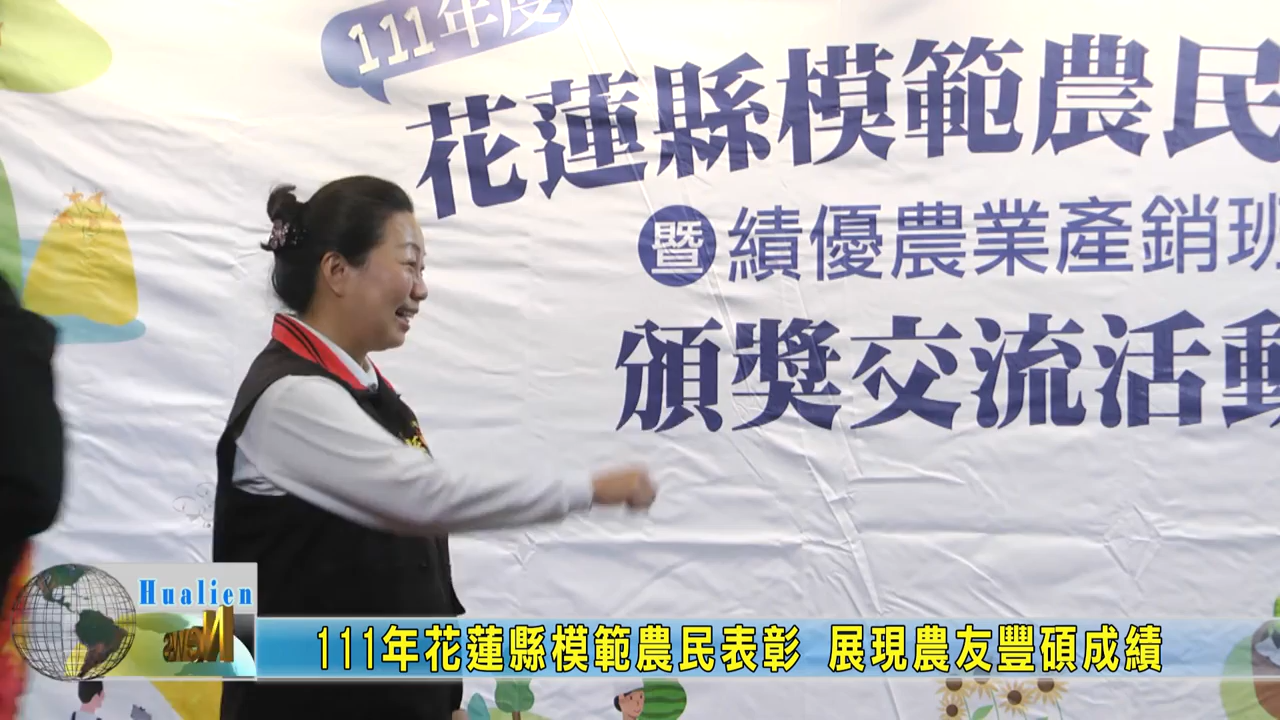 111年度
花蓮縣模範農民
暨績優農業產銷班
頒獎交流活動
Hualien
News
111年花蓮縣模範農民表彰 展現農友豐碩成績